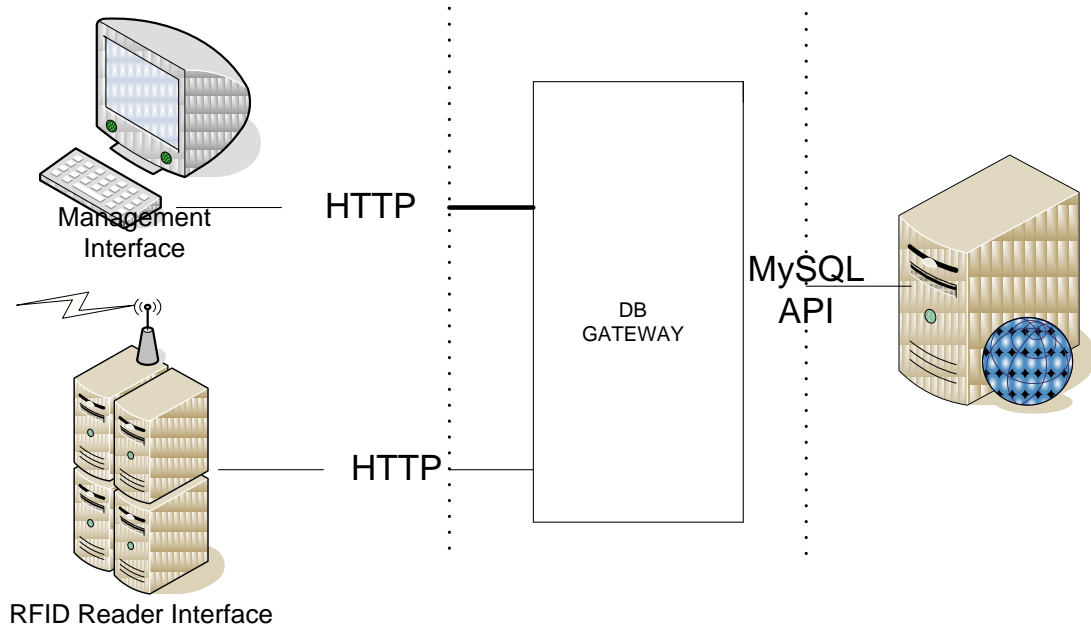 HTTP
Management
Interface
MySQL
API
DB
GATEWAY
HTTP
RFID Reader Interface